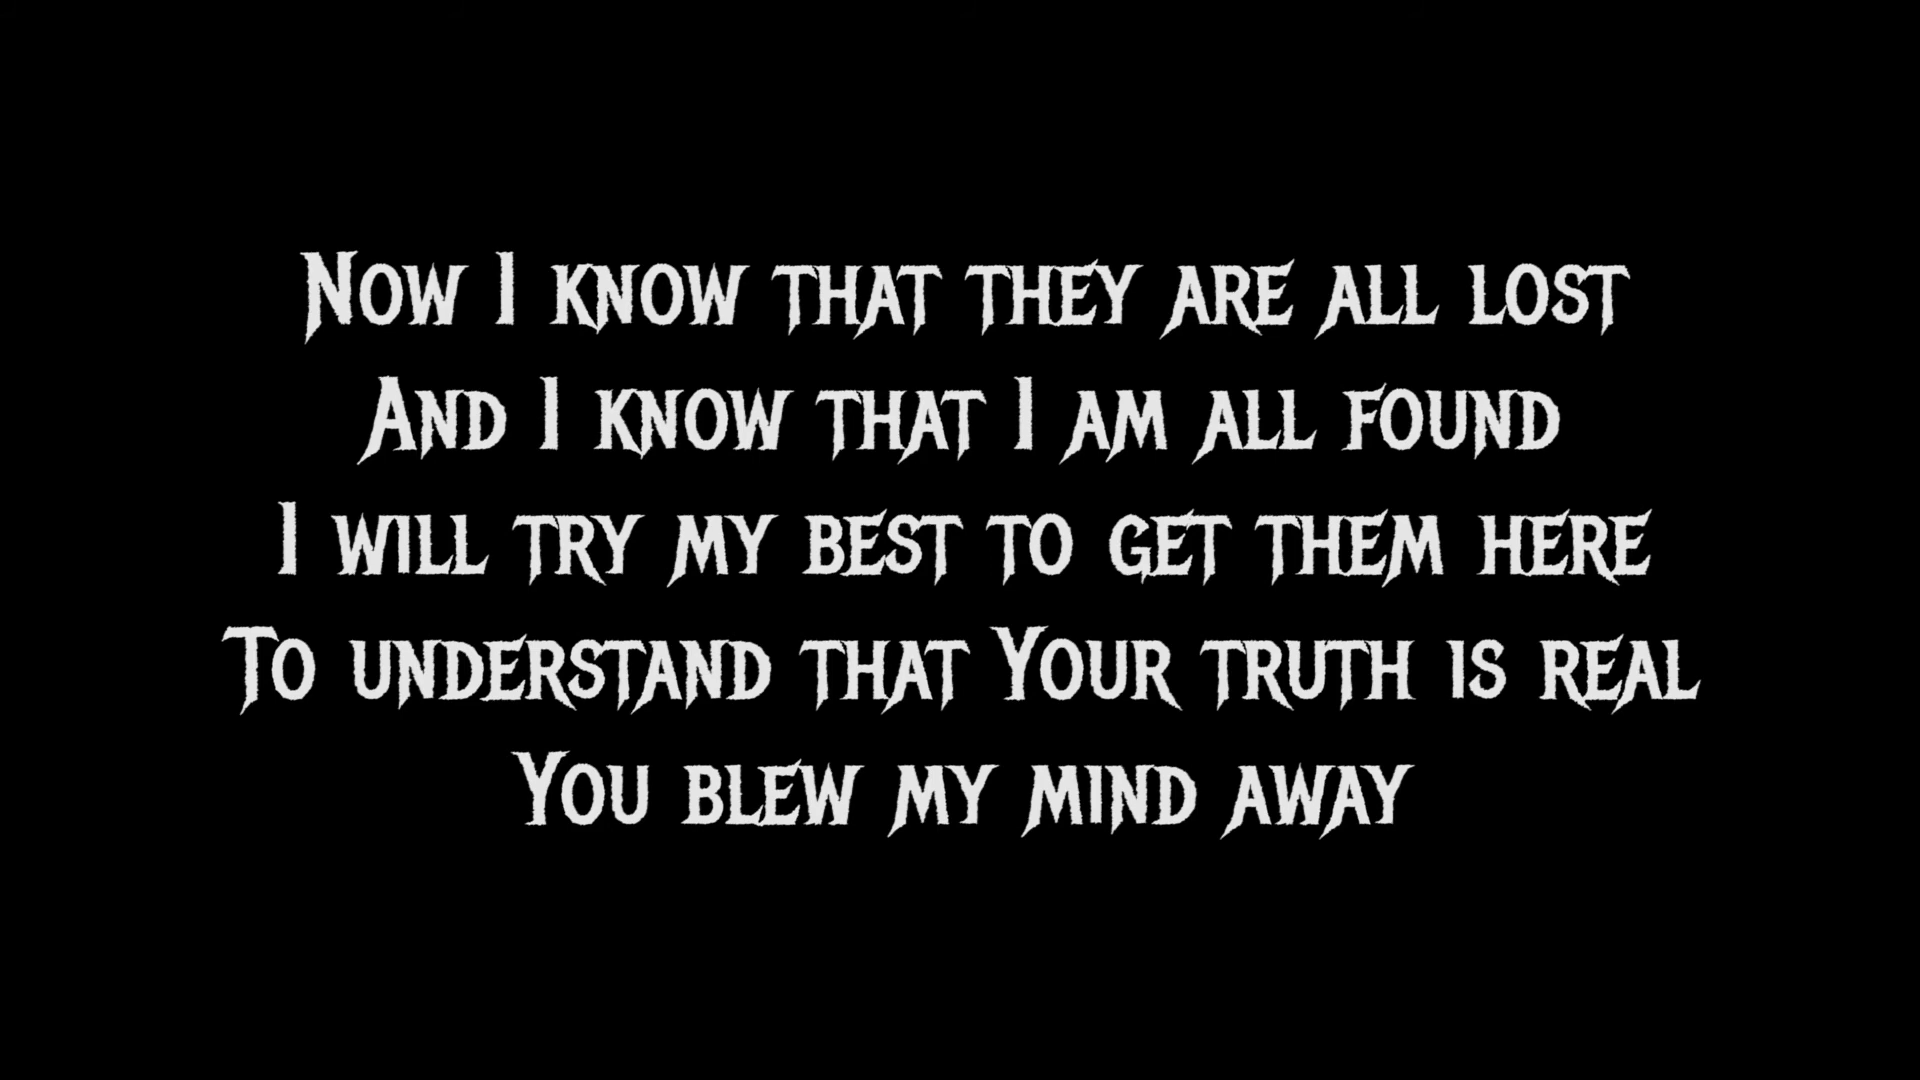 Now I know that they are all lost
And I know that I am all found
I will try my best to get them here
To understand that Your truth is real
You blew my mind away